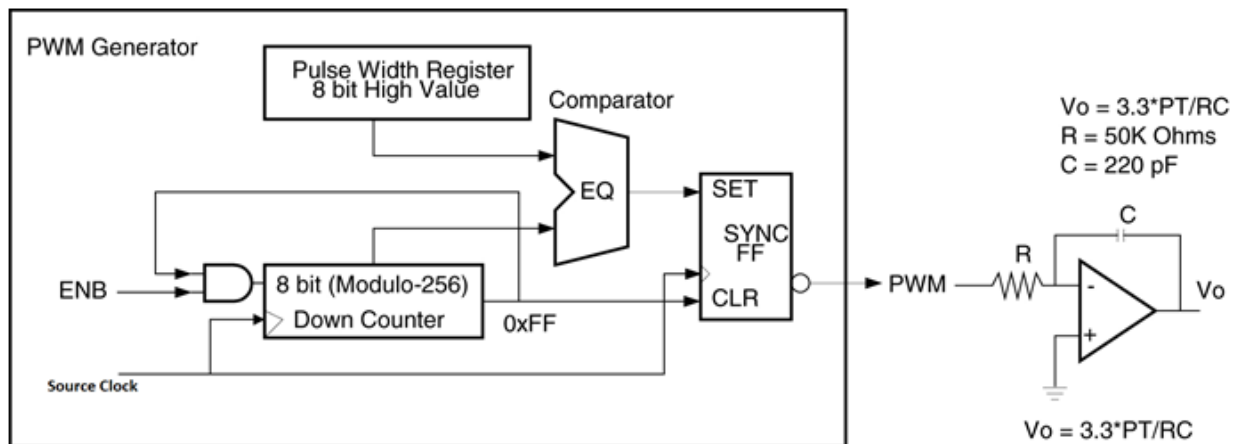 PWM Generator
Pulse Width Register
8 bit High Value
Comparator
EQ
SET
SYNC
FF
CLR
ENB
8 bit (Modulo-256)
Down Counter
0xFF
Source Clock
PWM
Vo = 3.3*PT/RC
R = 50K Ohms
C = 220 pF
C
R
-
+
Vo
Vo = 3.3*PT/RC